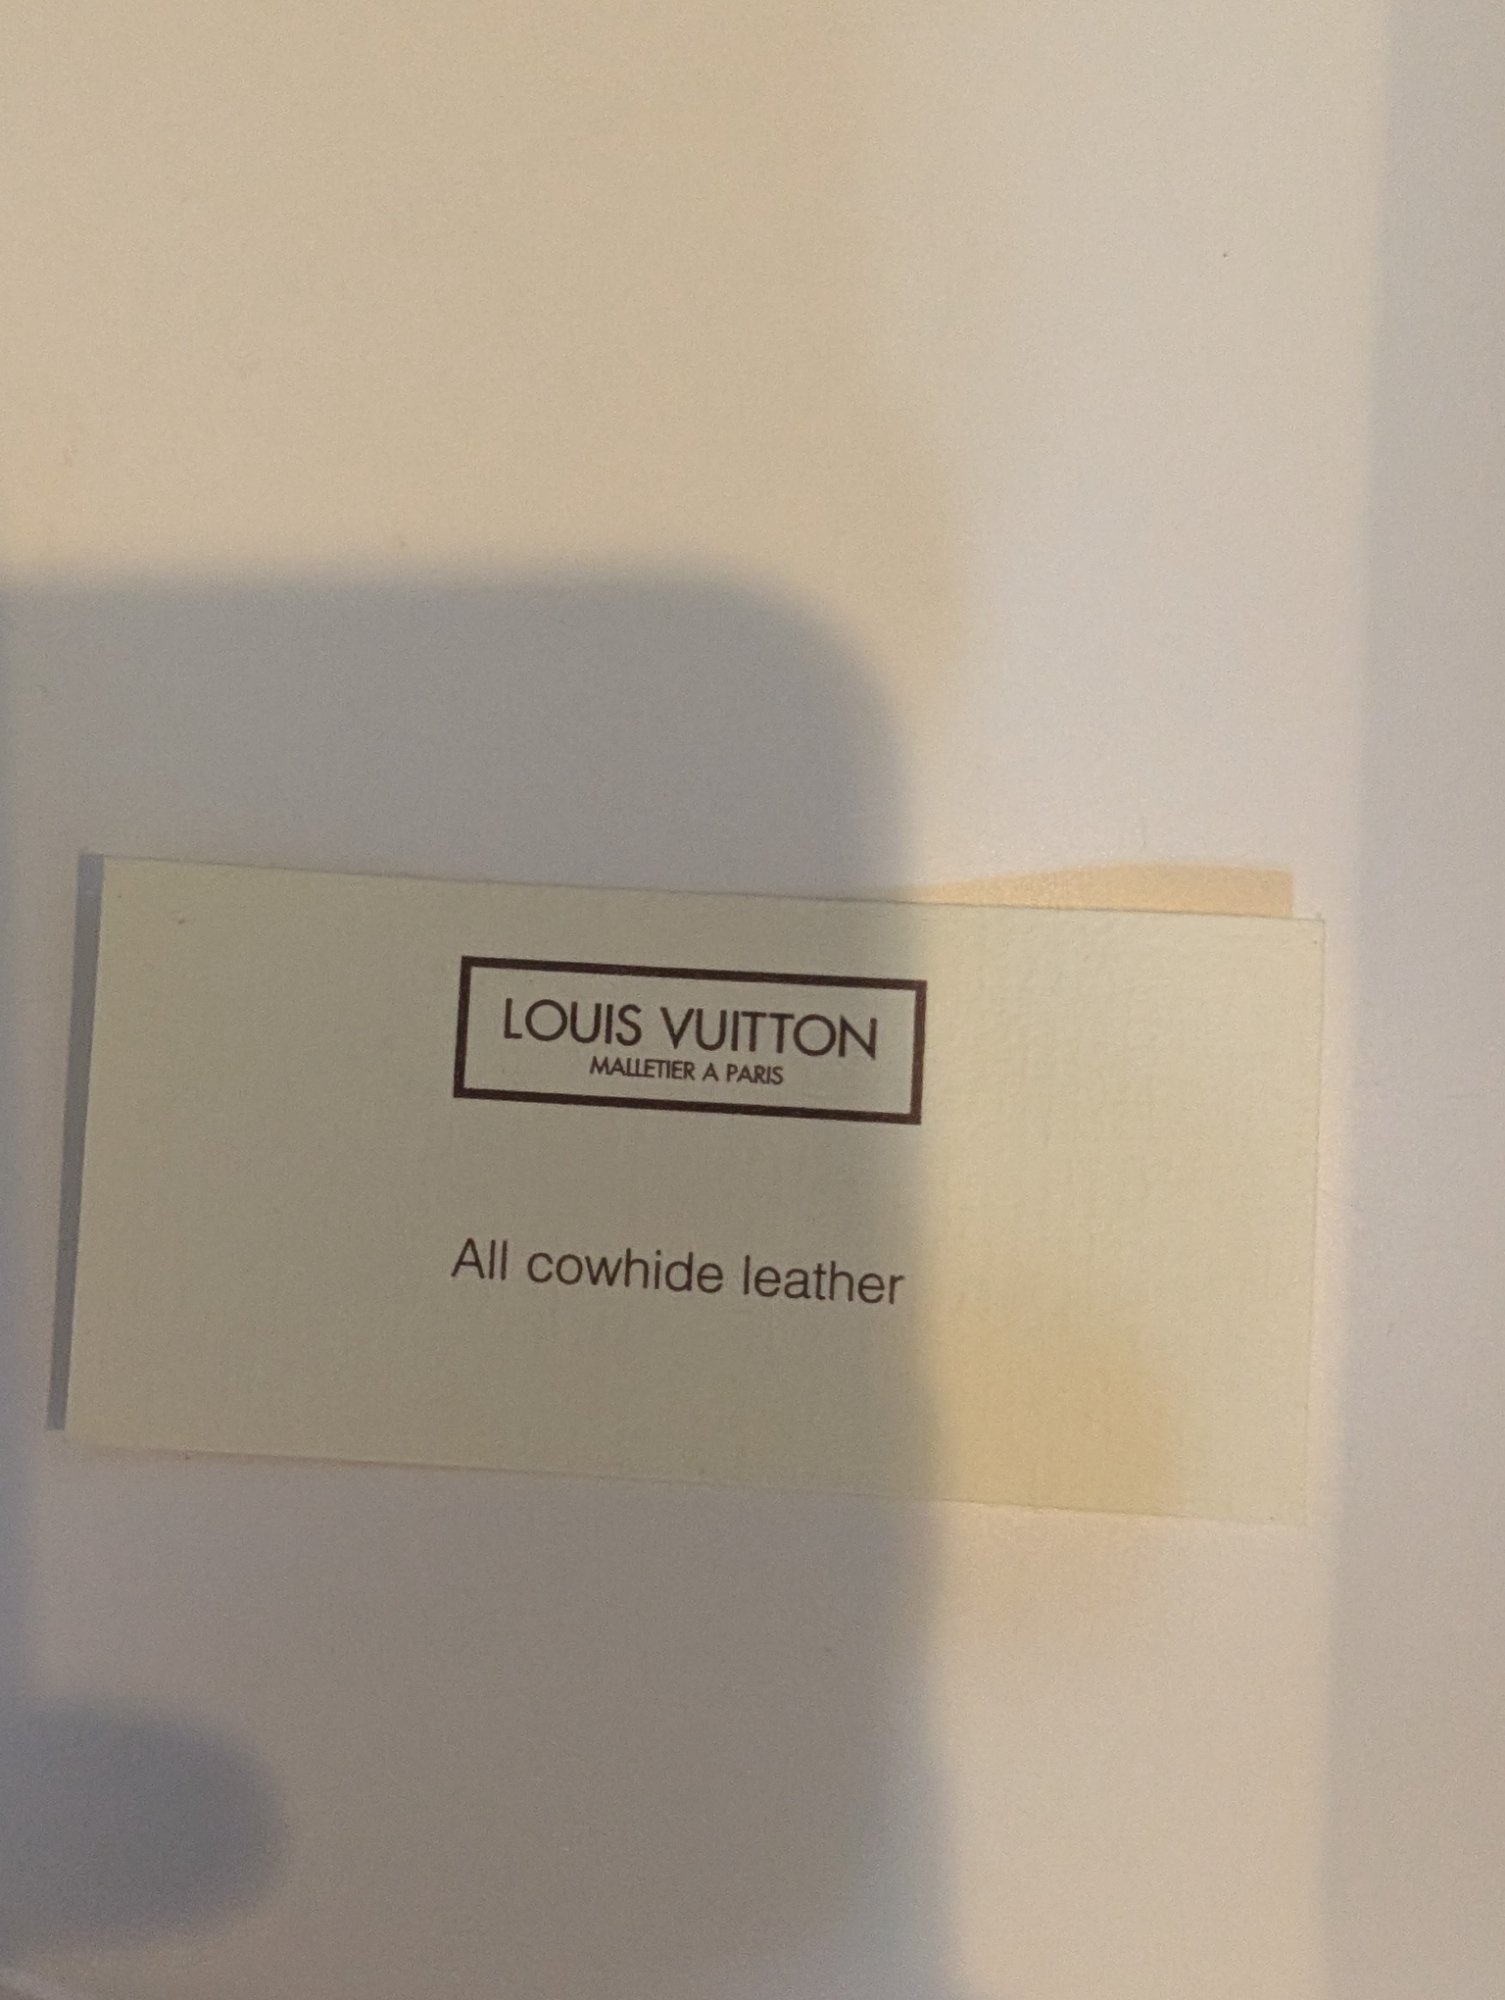 LOUIS VUITTON
MALLETIER A PARIS
All cowhide leather